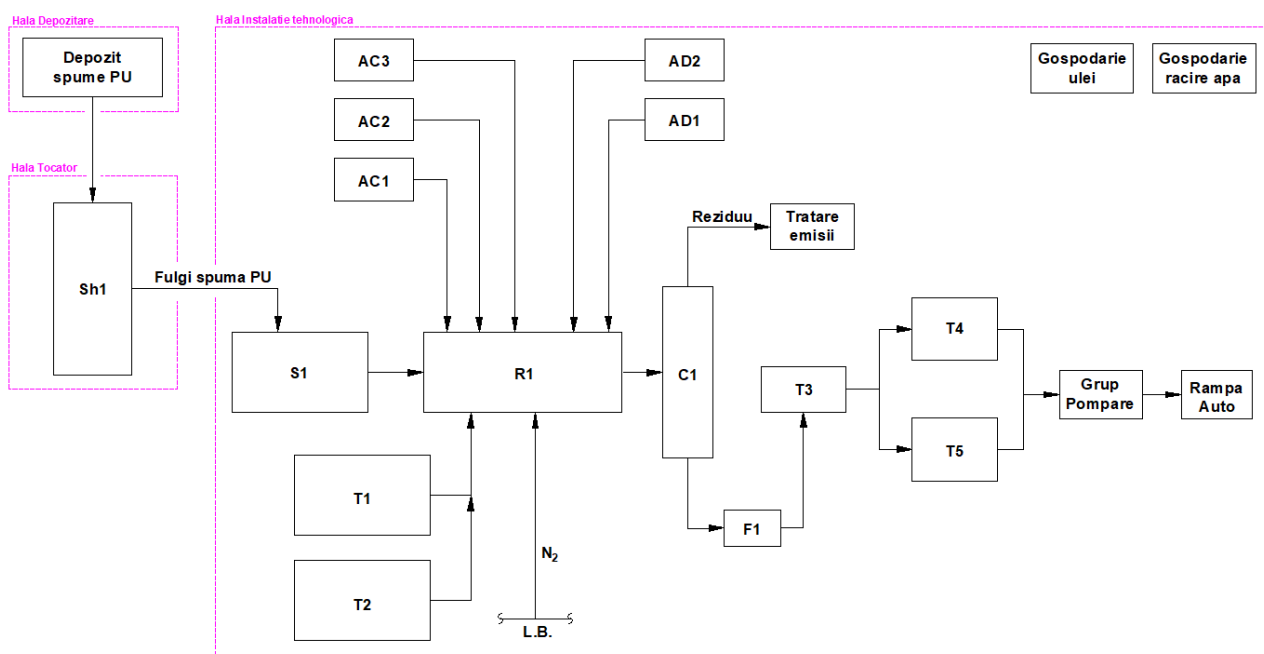 Hala Depozitare
Hala Instalatie tehnologica
Depozit
spume PU
AC3
AD2
Gospodarie
ulei
Gospodarie
racire apa
AC2
AD1
Hala Tocator
AC1
Reziduu
Tratare
emisii
Fulgi spuma PU
Sh1
S1
R1
C1
T3
T4
T5
Grup
Pompare
Rampa
Auto
T1
F1
N₂
T2
L.B.